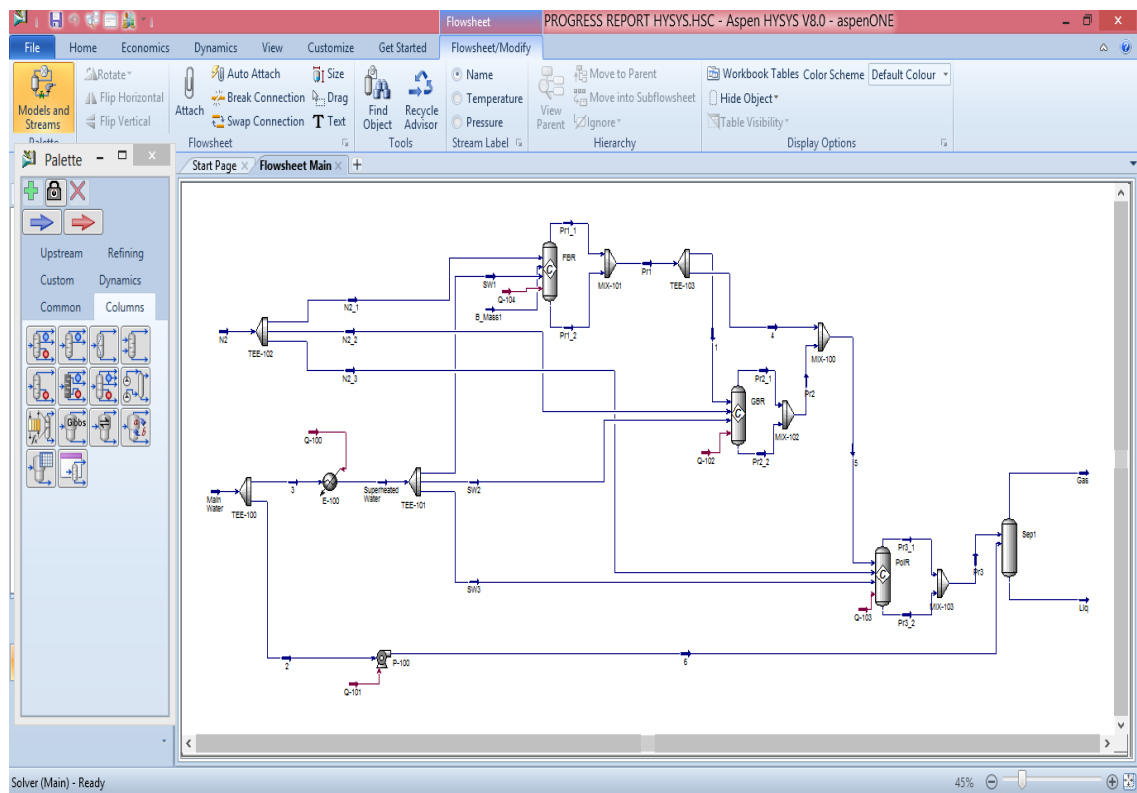 Flowsheet
PROGRESS REPORT HYSYS.HSC - Aspen HYSYS V8.0 - aspenONE
File Home Economics Dynamics View Customize Get Started Flowsheet/Modify
Models and Streams
Rotate
Flip Horizontal
Flip Vertical
Palette
Attach
Auto Attach
Break Connection
Swap Connection
Size
Drag
Text
Flowsheet
Find Object
Recycle Advisor
Tools
Name
Temperature
Pressure
Stream Label
View Parent
Move to Parent
Move into Subflowsheet
Ignore
Hierarchy
Workbook Tables
Color Scheme
Default Colour
Hide Object
Table Visibility
Display Options
Palette
Start Page
Flowsheet Main
Upstream Refining
Custom Dynamics
Common Columns
Gibbs
Pr1_1
FBR
C
MIX-101
Pr1
TEE-103
SW1
Q-104
B_Mass1
Pr1_2
N2_1
N2
TEE-102
N2_2
N2_3
1
4
MIX-100
Pr2_1
GBR
C
Pr2
MIX-102
Q-102
Pr2_2
5
Q-100
3
E-100
Superheated
Water
TEE-101
SW2
Main
Water
TEE-100
SW3
Gas
Sep1
Pr3_1
PolR
C
Pr3
MIX-103
Q-103
Pr3_2
Liq
2
P-100
6
Q-101
Solver (Main) - Ready
45%